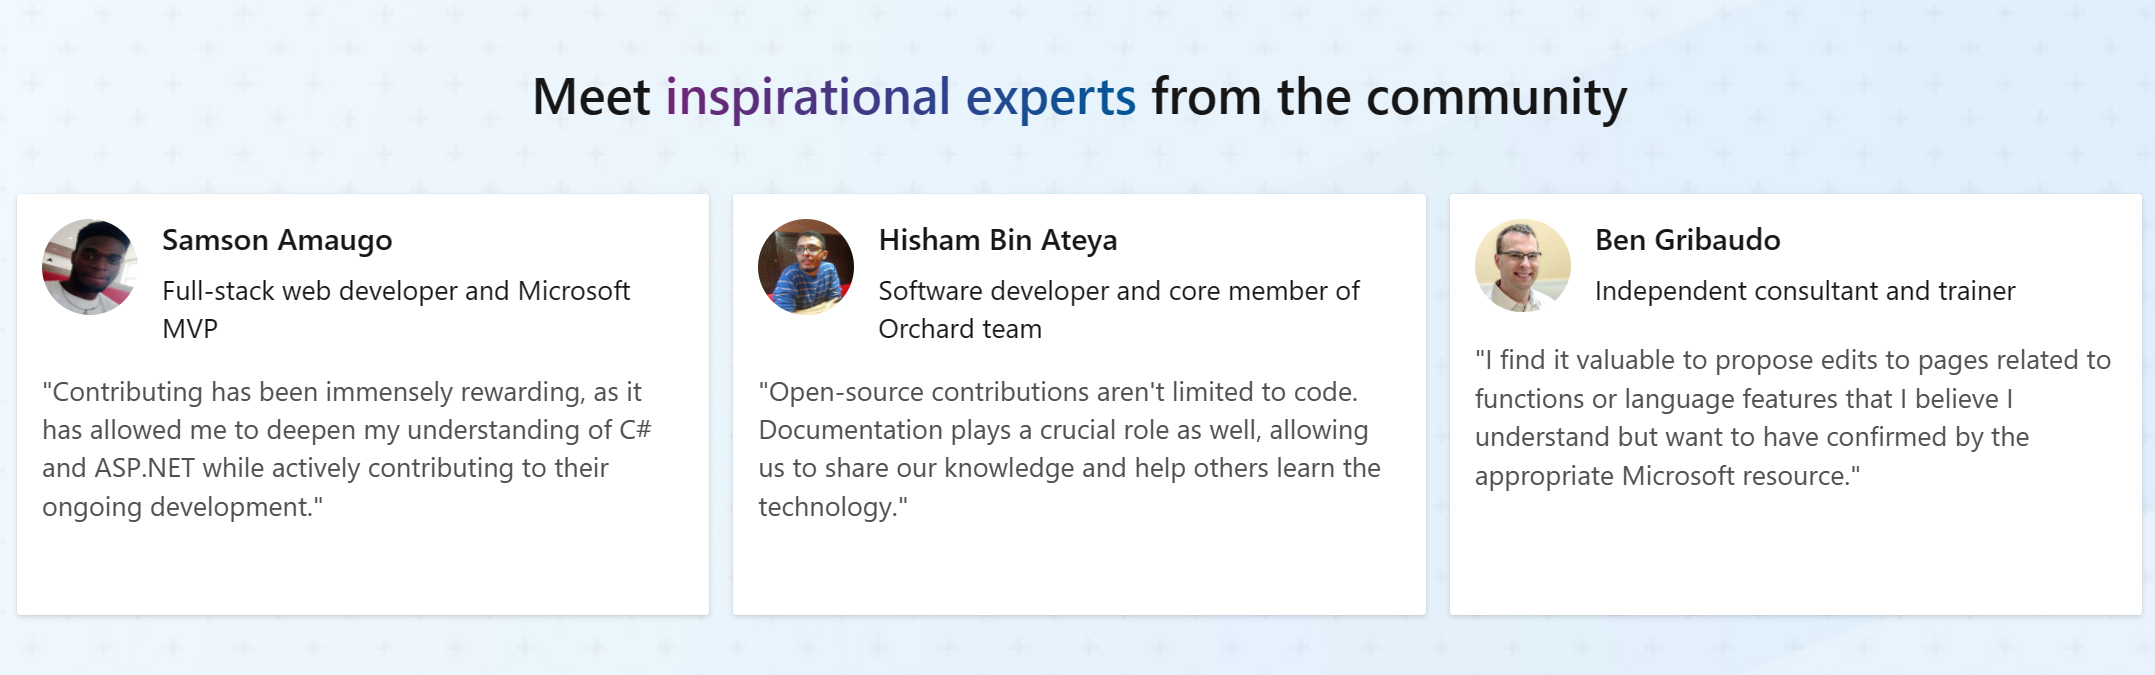 Meet inspirational experts from the community
Samson Amaugo
Full-stack web developer and Microsoft
MVP
"Contributing has been immensely rewarding, as it
has allowed me to deepen my understanding of C#
and ASP.NET while actively contributing to their
ongoing development."
Hisham Bin Ateya
Software developer and core member of
Orchard team
"Open-source contributions aren't limited to code.
Documentation plays a crucial role as well, allowing
us to share our knowledge and help others learn the
technology."
Ben Gribaudo
Independent consultant and trainer
"I find it valuable to propose edits to pages related to
functions or language features that I believe I
understand but want to have confirmed by the
appropriate Microsoft resource."